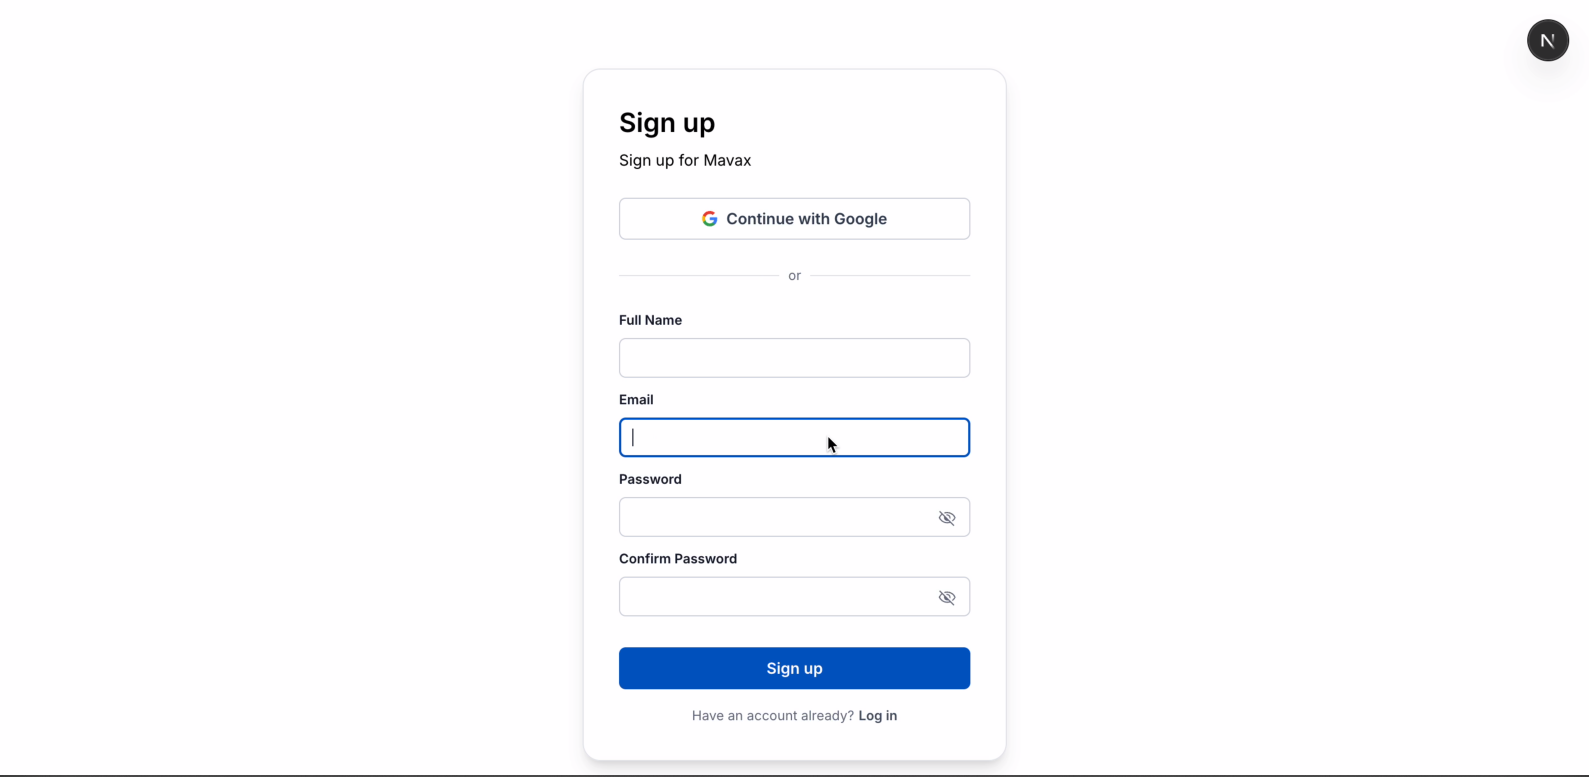 N
Sign up
Sign up for Mavax
Continue with Google
or
Full Name
Email
Password
Confirm Password
Sign up
Have an account already? Log in